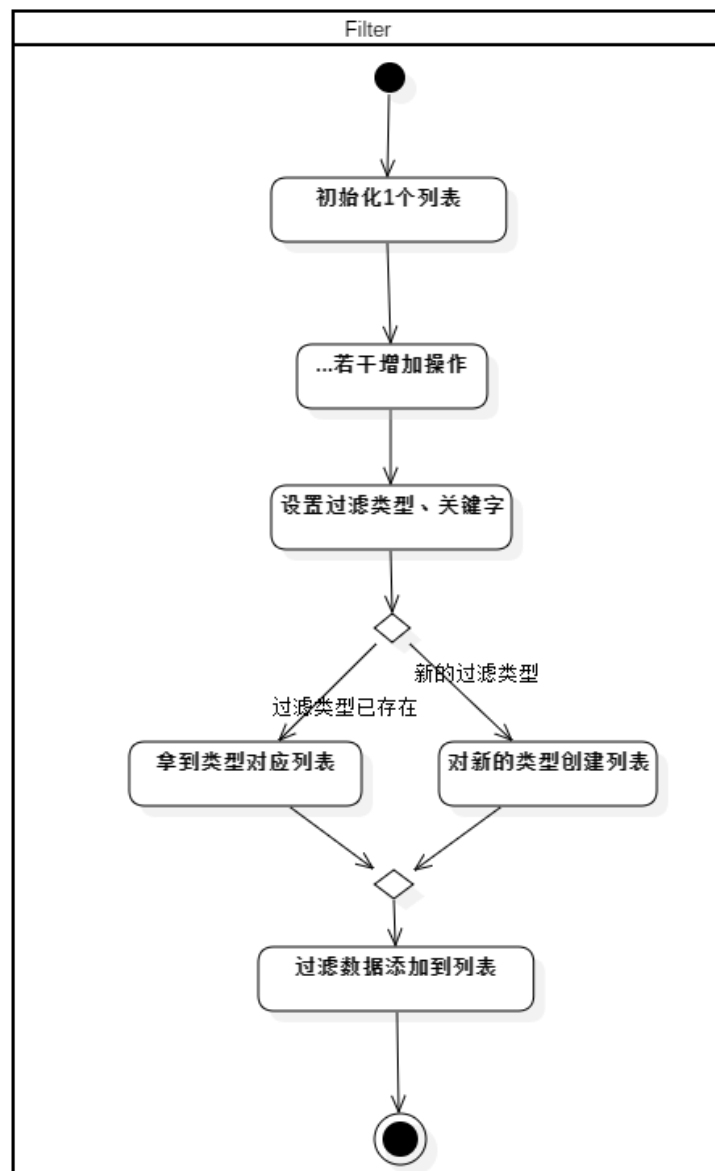 Filter
初始化1个列表
...若干增加操作
设置过滤类型、关键字
新的过滤类型
过滤类型已存在
拿到类型对应列表
对新的类型创建列表
过滤数据添加到列表